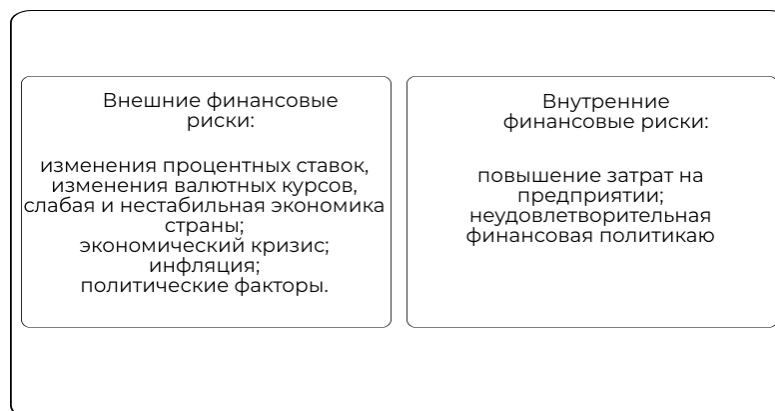 Внешние финансовые
риски:
изменения процентных ставок,
изменения валютных курсов,
слабая и нестабильная экономика
страны;
экономический кризис;
инфляция;
политические факторы.
Внутренние
финансовые риски:
повышение затрат на
предприятии;
неудовлетворительная
финансовая политикаю